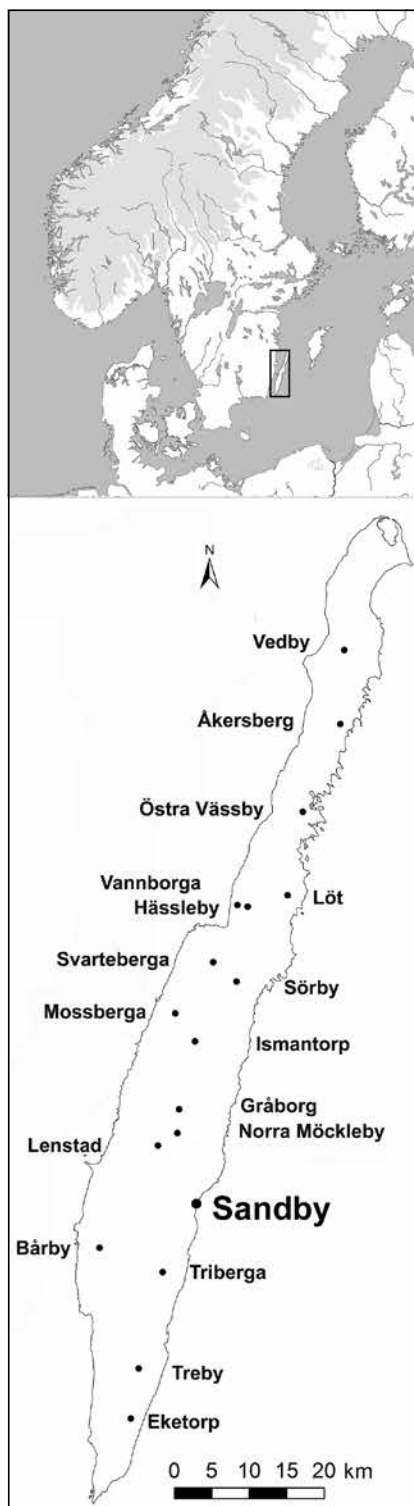 N
Vedby
Åkersberg
Östra Vässby
Vannborga
Hässleby
Löt
Svarteberga
Sörby
Mossberga
Ismantorp
Gråborg
Norra Möckleby
Lenstad
Sandby
Bårby
Triberga
Treby
Eketorp
0 5 10 15 20 km